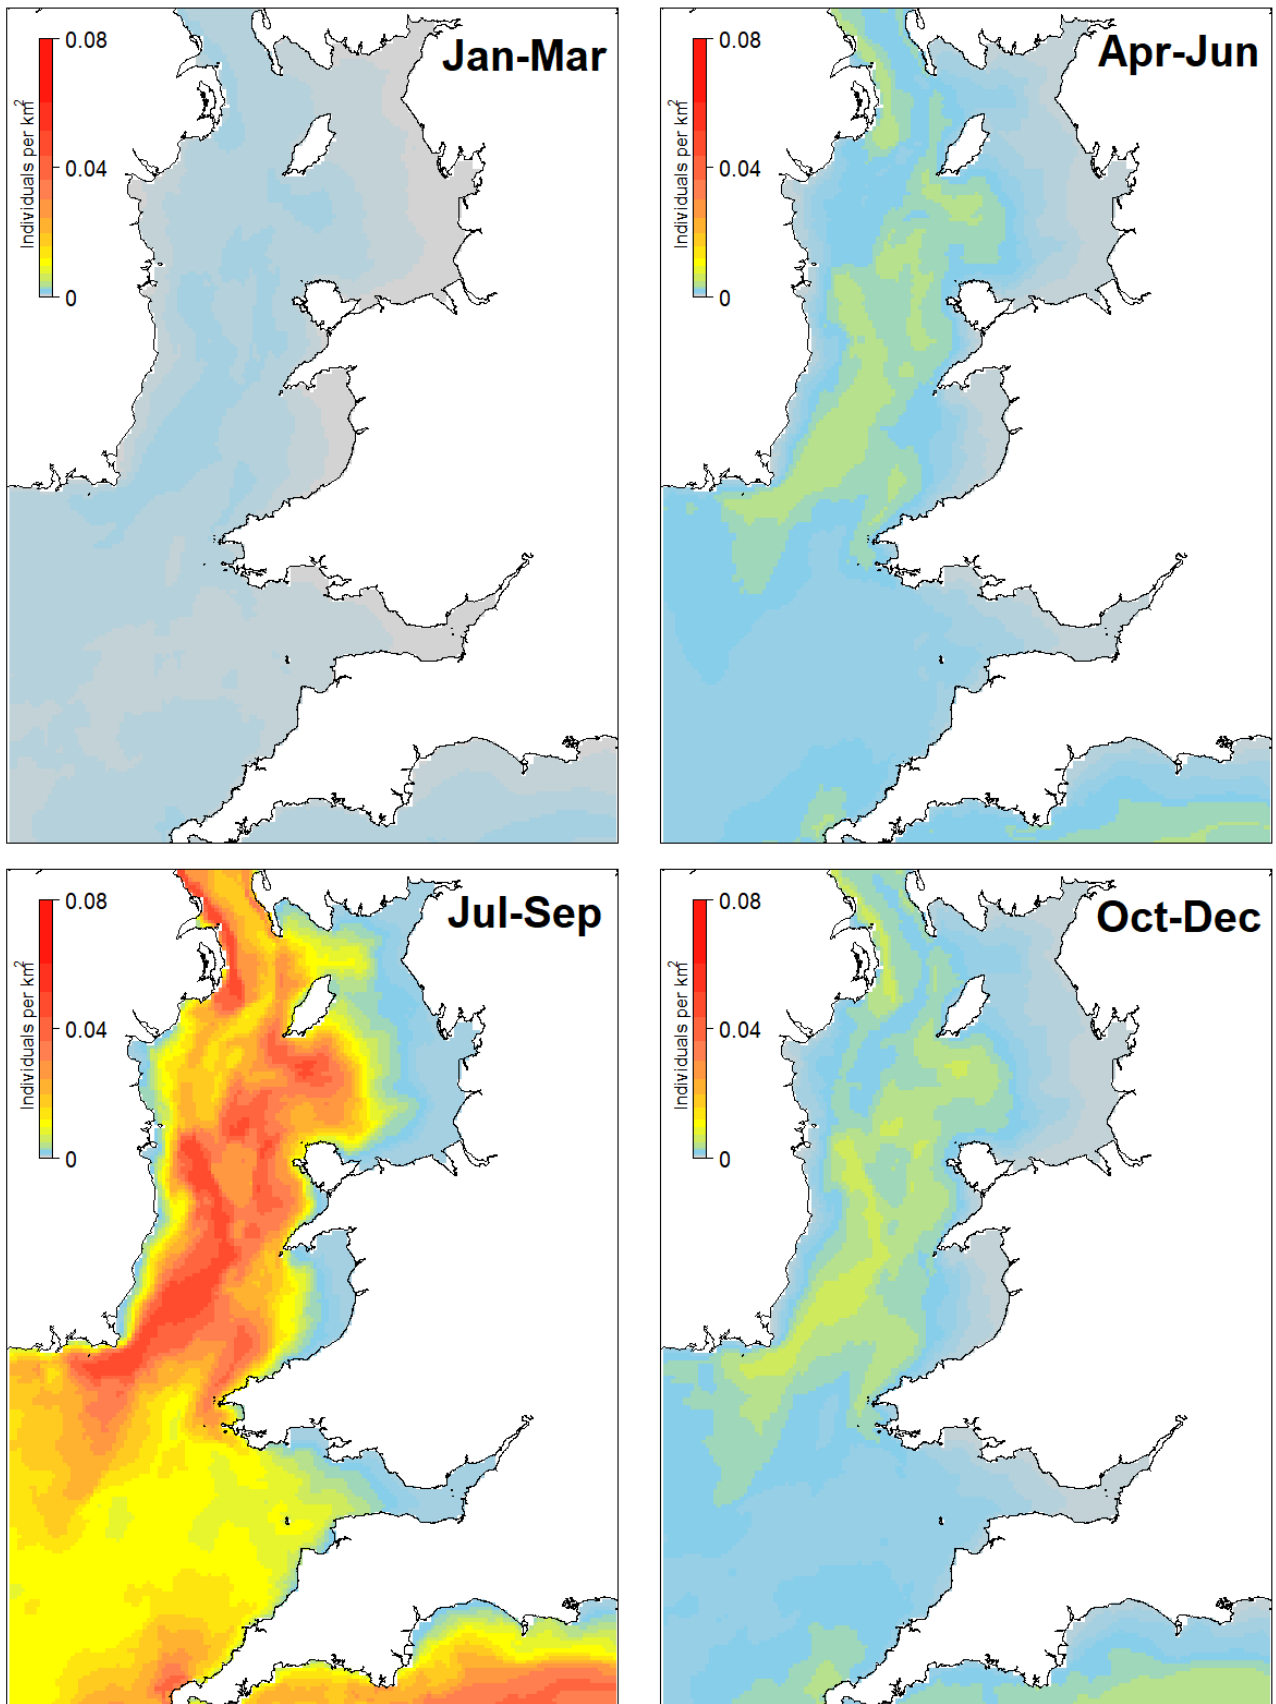 Jan-Mar
0.08
0.04
0
Individuals per km²
Apr-Jun
0.08
0.04
0
Individuals per km²
Jul-Sep
0.08
0.04
0
Individuals per km²
Oct-Dec
0.08
0.04
0
Individuals per km²